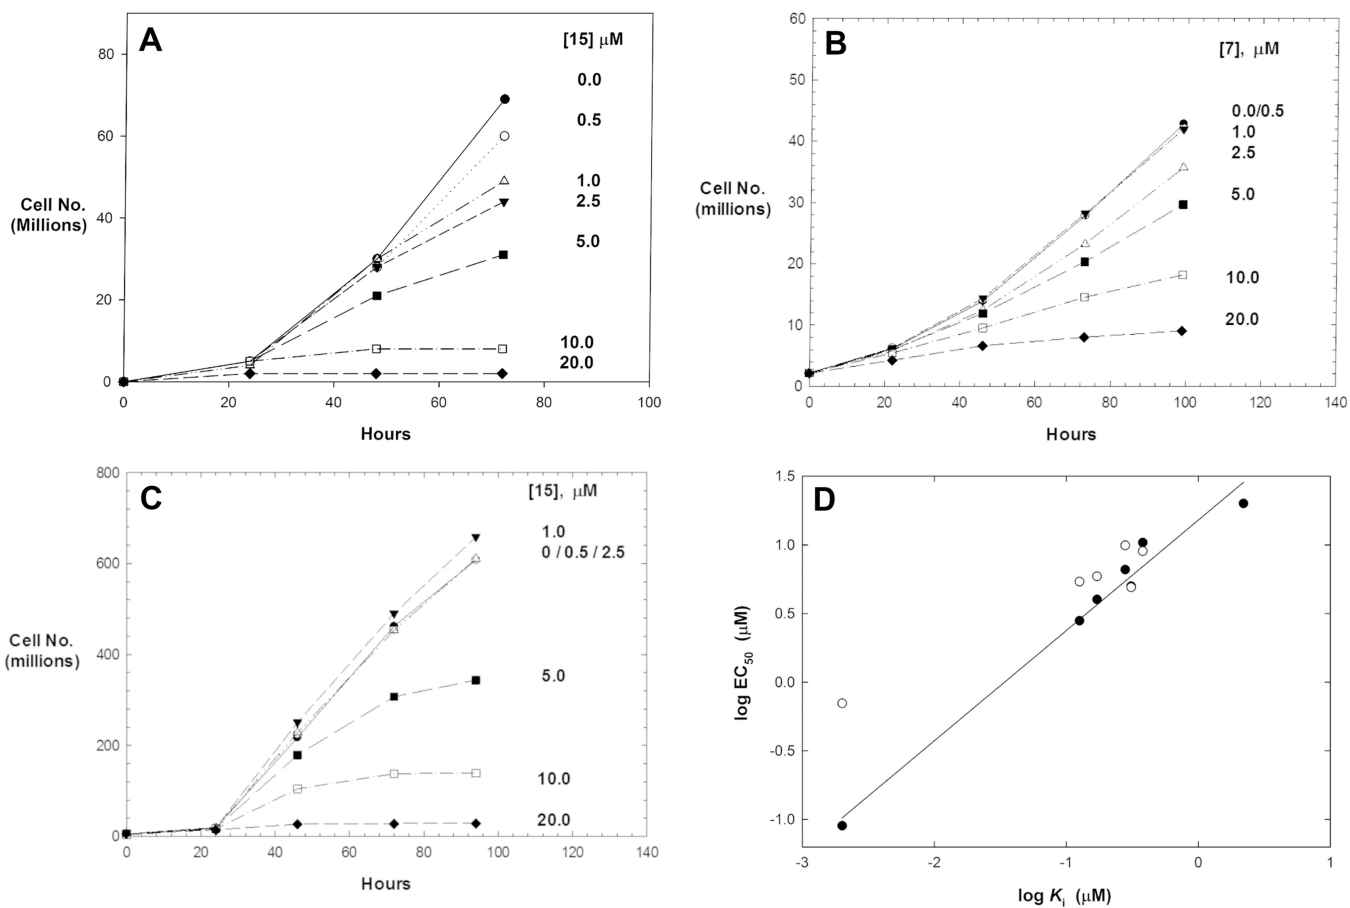 A
[15] μM
0.0
0.5
1.0
2.5
5.0
10.0
20.0
80
60
40
20
0
Cell No.
(Millions)
0 20 40 60 80 100
Hours
B
[7], μM
0.0/0.5
1.0
2.5
5.0
10.0
20.0
60
50
40
30
20
10
0
Cell No.
(millions)
0 20 40 60 80 100 120 140
Hours
C
[15], μM
1.0
0 / 0.5 / 2.5
5.0
10.0
20.0
800
600
400
200
0
Cell No.
(millions)
0 20 40 60 80 100 120 140
Hours
D
1.5
1.0
0.5
0.0
-0.5
-1.0
log EC50 (μM)
-3 -2 -1 0 1
log Ki (μM)